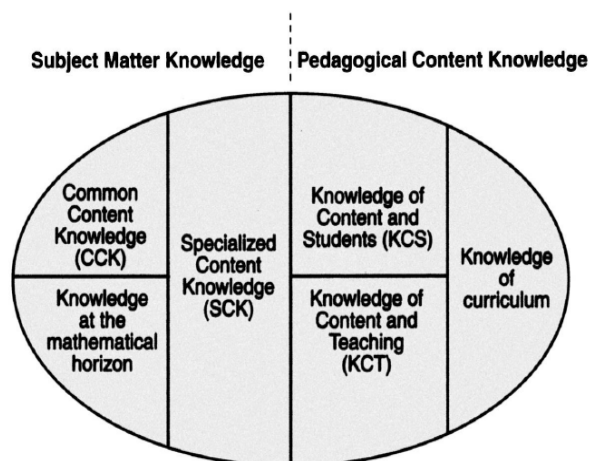 Subject Matter Knowledge
Pedagogical Content Knowledge
Common
Content
Knowledge
(CCK)
Knowledge
at the
mathematical
horizon
Specialized
Content
Knowledge
(SCK)
Knowledge of
Content and
Students (KCS)
Knowledge of
Content and
Teaching
(KCT)
Knowledge
of
curriculum